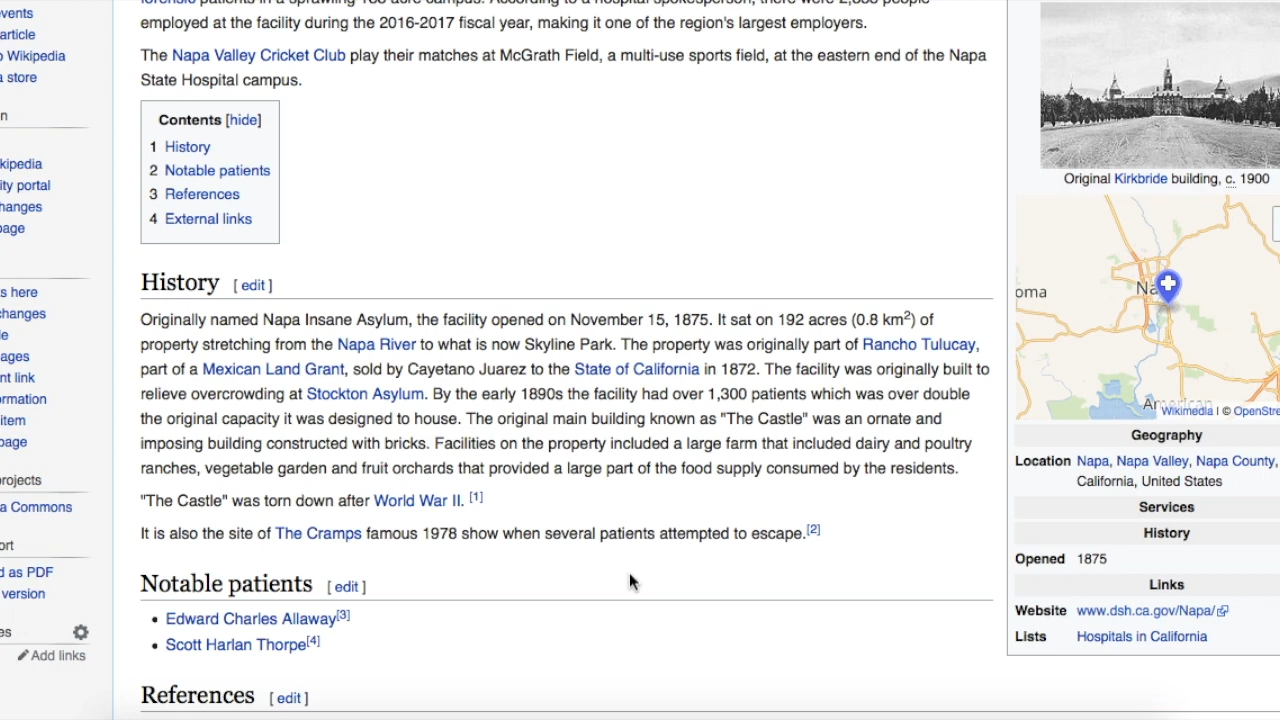 events
article
Wikipedia
store
employed at the facility during the 2016-2017 fiscal year, making it one of the region's largest employers.
The Napa Valley Cricket Club play their matches at McGrath Field, a multi-use sports field, at the eastern end of the Napa
State Hospital campus.
Contents [hide]
1 History
2 Notable patients
3 References
4 External links
History [ edit ]
Originally named Napa Insane Asylum, the facility opened on November 15, 1875. It sat on 192 acres (0.8 km2) of
property stretching from the Napa River to what is now Skyline Park. The property was originally part of Rancho Tulucay,
part of a Mexican Land Grant, sold by Cayetano Juarez to the State of California in 1872. The facility was originally built to
relieve overcrowding at Stockton Asylum. By the early 1890s the facility had over 1,300 patients which was over double
the original capacity it was designed to house. The original main building known as "The Castle" was an ornate and
imposing building constructed with bricks. Facilities on the property included a large farm that included dairy and poultry
ranches, vegetable garden and fruit orchards that provided a large part of the food supply consumed by the residents.
"The Castle" was torn down after World War II. [1]
It is also the site of The Cramps famous 1978 show when several patients attempted to escape.[2]
Notable patients [ edit ]
• Edward Charles Allaway[3]
• Scott Harlan Thorpe[4]
References [ edit ]
kipedia
ity portal
hanges
page
s here
changes
ages
nt link
ormation
item
page
projects
a Commons
ort
d as PDF
version
es
Add links
Original Kirkbride building, c. 1900
oma
Na
American
Wikimedia | © OpenStre
Geography
Location Napa, Napa Valley, Napa County,
California, United States
Services
History
Opened 1875
Links
Website www.dsh.ca.gov/Napa/
Lists Hospitals in California